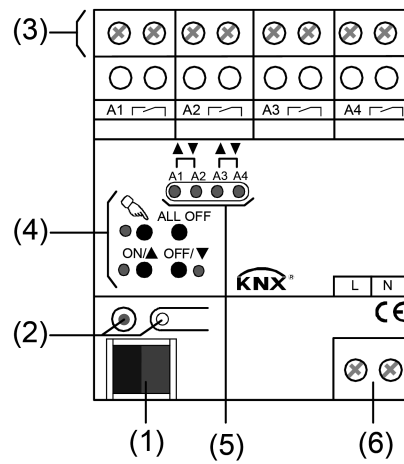 (3)
A1 A2 A3 A4
▲ ▼ ▲ ▼
A1 A2 A3 A4
(4)
ALL OFF
ON/▲ OFF/▼
KNX ®
L N
(2)
CE
(1) (5) (6)